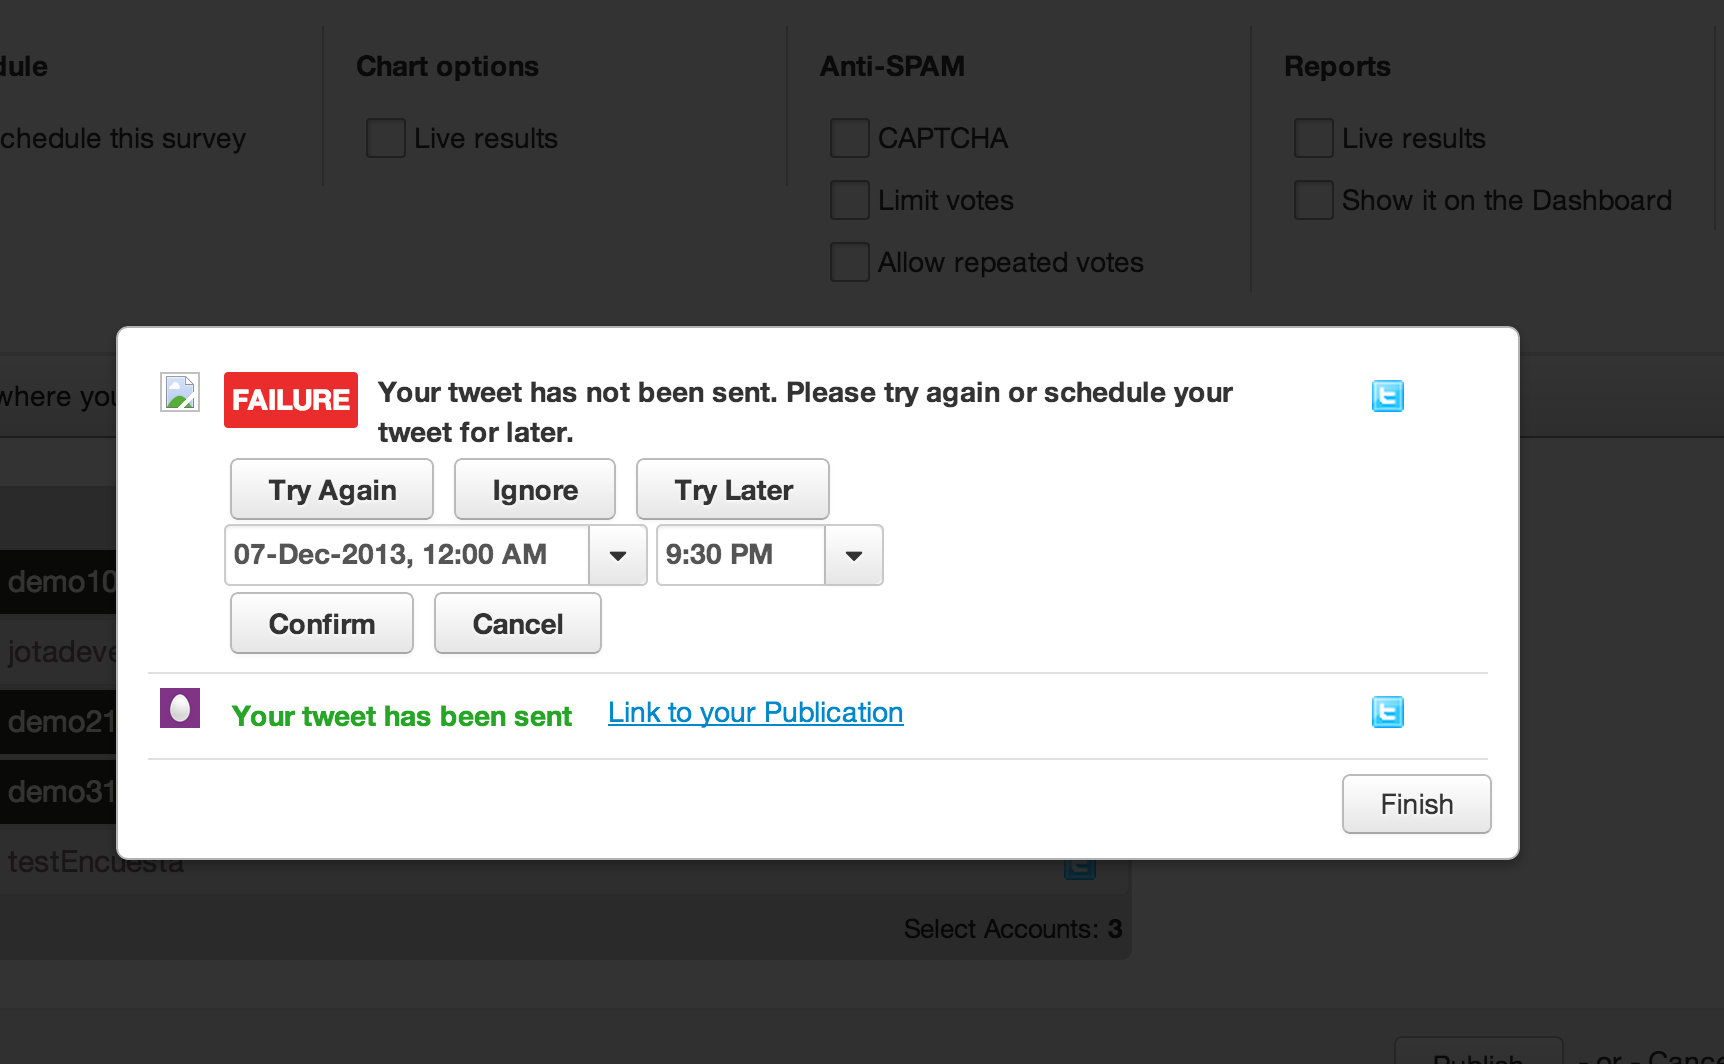 dule
Chart options
Anti-SPAM
Reports
chedule this survey
Live results
CAPTCHA
Live results
Limit votes
Show it on the Dashboard
Allow repeated votes
where you
FAILURE
Your tweet has not been sent. Please try again or schedule your
tweet for later.
Try Again
Ignore
Try Later
07-Dec-2013, 12:00 AM
9:30 PM
Confirm
Cancel
demo10
jotadeve
demo21
demo31
Your tweet has been sent
Link to your Publication
Finish
testEncuesta
Select Accounts: 3
Publish
- or - Cance